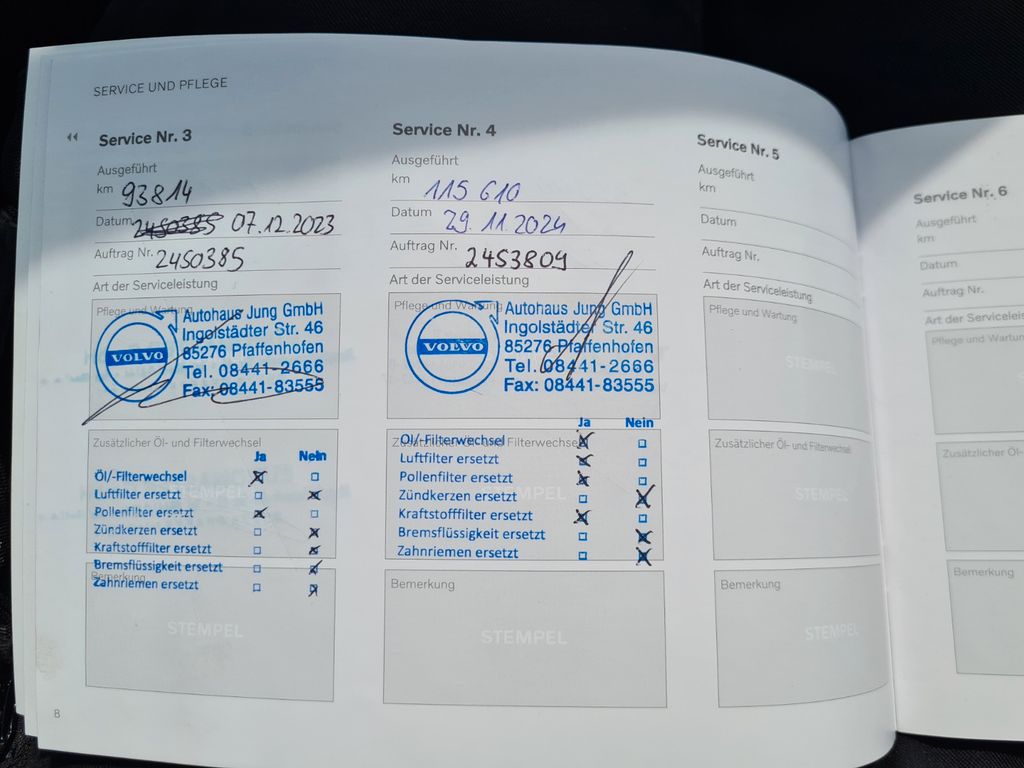 SERVICE UND PFLEGE
Service Nr. 3
Ausgeführt
km 93814
Datum 2450385 07.12.2023
Auftrag Nr. 2450385
Art der Serviceleistung
Pflege und Wartung
VOLVO
Autohaus Jung GmbH
Ingolstädter Str. 46
85276 Pfaffenhofen
Tel. 08441-2666
Fax: 08441-83555
Zusätzlicher Öl- und Filterwechsel
Ja Nein
Öl/-Filterwechsel
Luftfilter ersetzt
STEMPEL
Pollenfilter ersetzt
Zündkerzen ersetzt
Kraftstofffilter ersetzt
Bremsflüssigkeit ersetzt
Bemerkung
Zahnriemen ersetzt
STEMPEL
8
Service Nr. 4
Ausgeführt
km 115 610
Datum 29.11.2024
Auftrag Nr. 2453809
Art der Serviceleistung
Pflege und Wartung
VOLVO
Autohaus Jung GmbH
Ingolstädter Str. 46
85276 Pfaffenhofen
Tel. 08441-2666
Fax: 08441-83555
Ja Nein
Zusätzlicher Öl- und Filterwechsel
Öl/-Filterwechsel
Luftfilter ersetzt
Pollenfilter ersetzt
Zündkerzen ersetzt
STEMPEL
Kraftstofffilter ersetzt
Bremsflüssigkeit ersetzt
Zahnriemen ersetzt
Bemerkung
STEMPEL
Service Nr. 5
Ausgeführt
km
Datum
Auftrag Nr.
Art der Serviceleistung
Pflege und Wartung
STEMPEL
Zusätzlicher Öl- und Filterwechsel
STEMPEL
Bemerkung
STEMPEL
Service Nr. 6
Ausgeführt
km
Datum
Auftrag Nr.
Art der Serviceleis
Pflege und Wartun
Zusätzlicher Öl-
Bemerkung